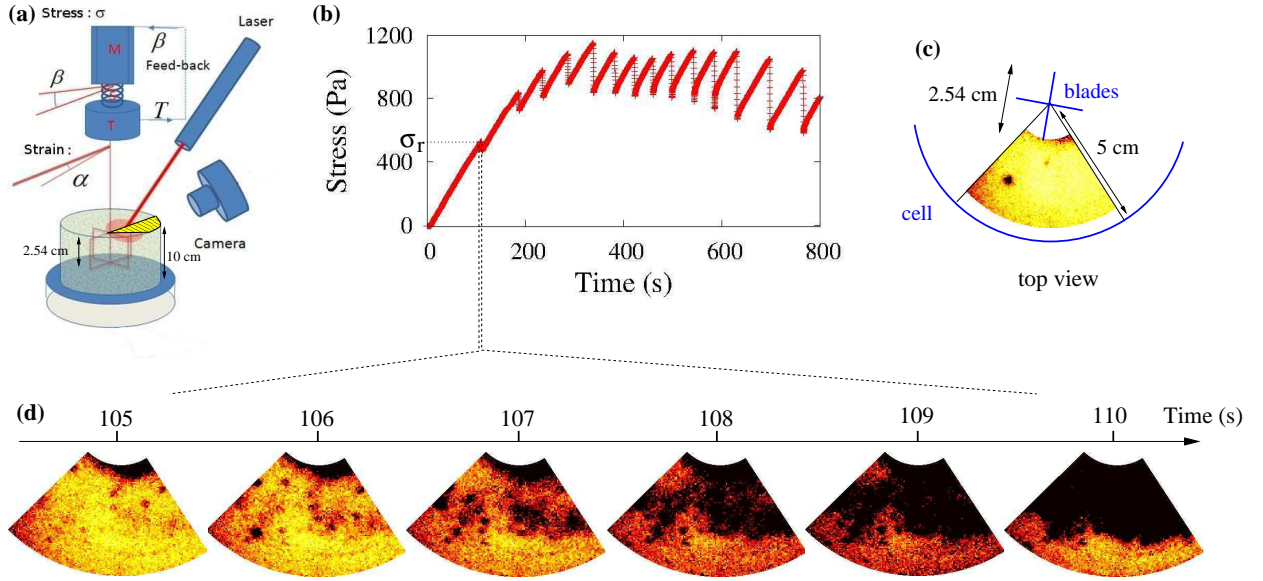 (a)
Stress : σ
Laser
M
β
Feed-back
β
T
T
Strain :
α
Camera
2.54 cm
10 cm
(b)
1200
800
400
0
σr
Stress (Pa)
0 200 400 600 800
Time (s)
(c)
2.54 cm
blades
5 cm
cell
top view
(d)
105 106 107 108 109 110 Time (s)